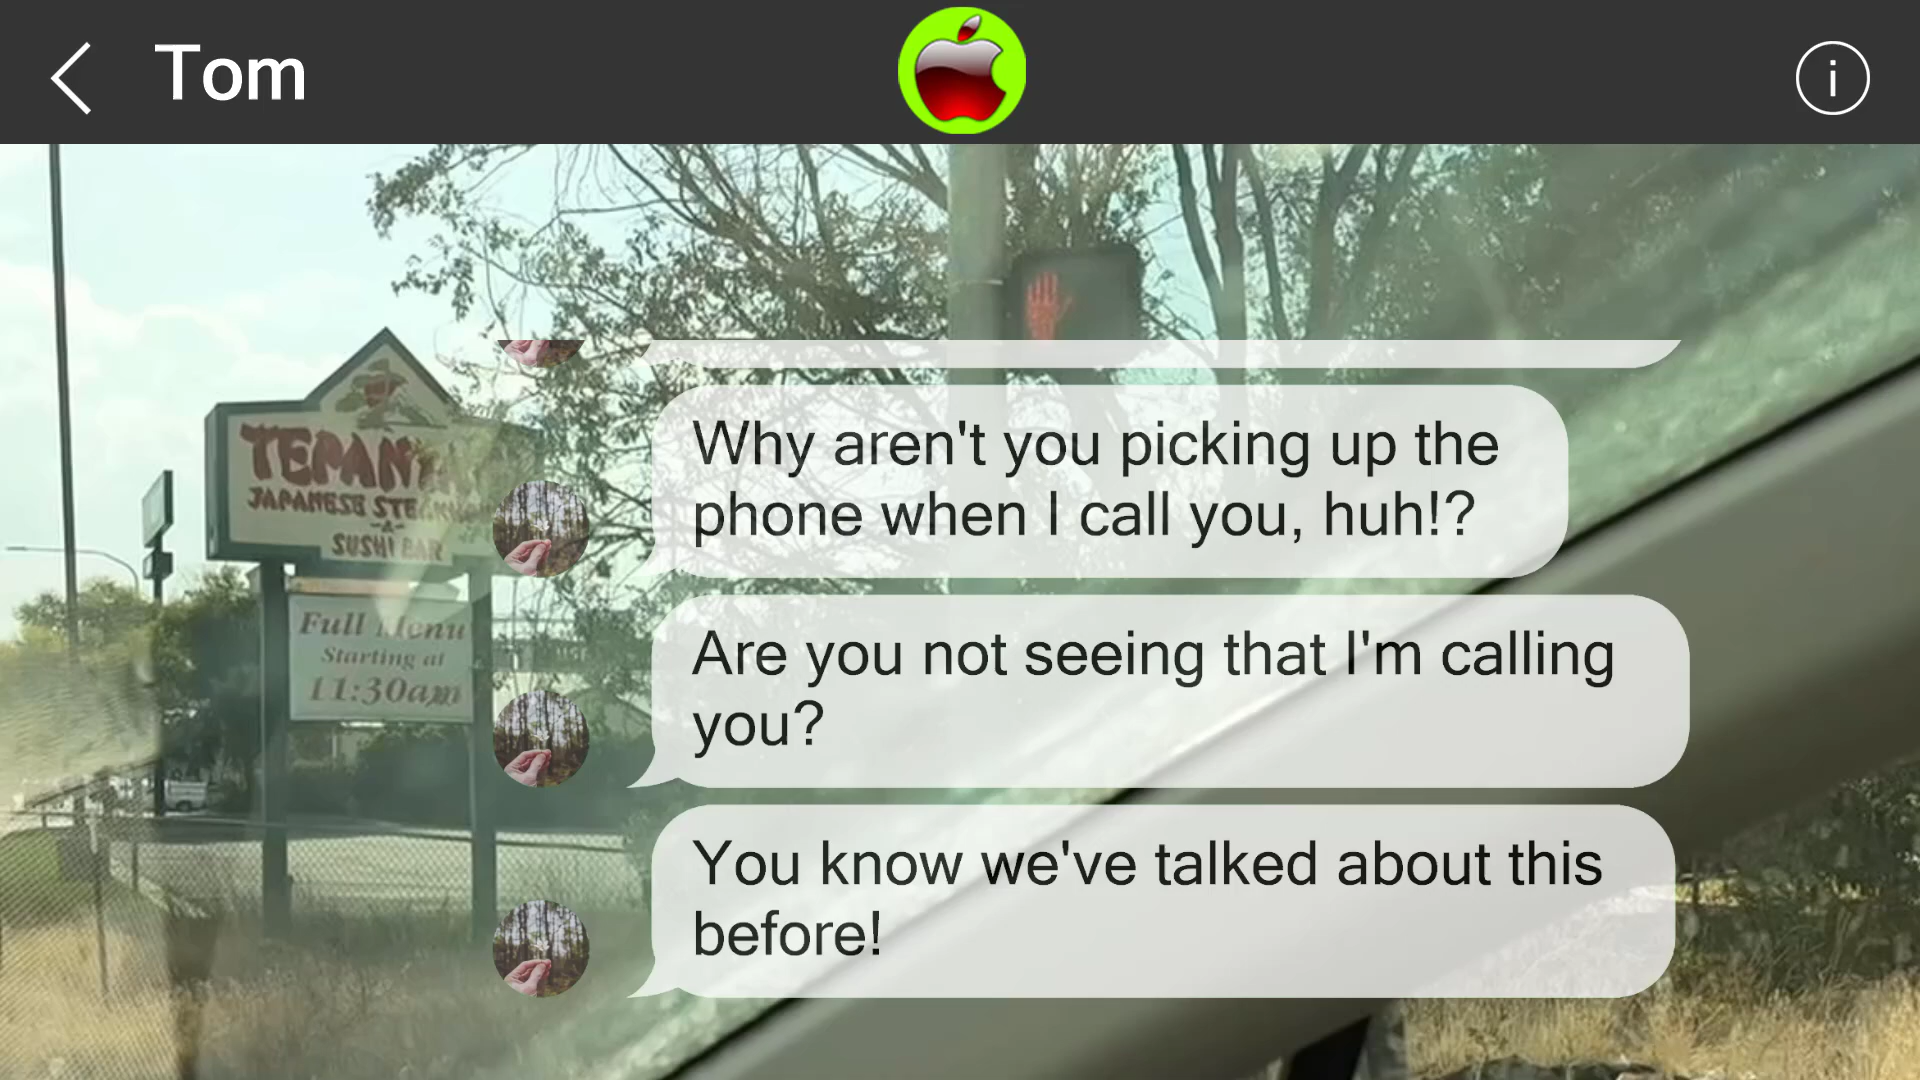 Tom
i
Why aren't you picking up the
phone when I call you, huh!?
Are you not seeing that I'm calling
you?
You know we've talked about this
before!
JAPANESE
SUSHI BAR
Full Menu
Starting at
11:30am